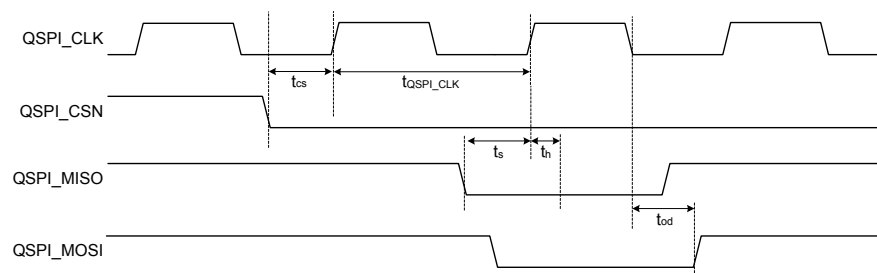 QSPI_CLK
tcs
tQSPI_CLK
QSPI_CSN
ts
th
QSPI_MISO
tod
QSPI_MOSI